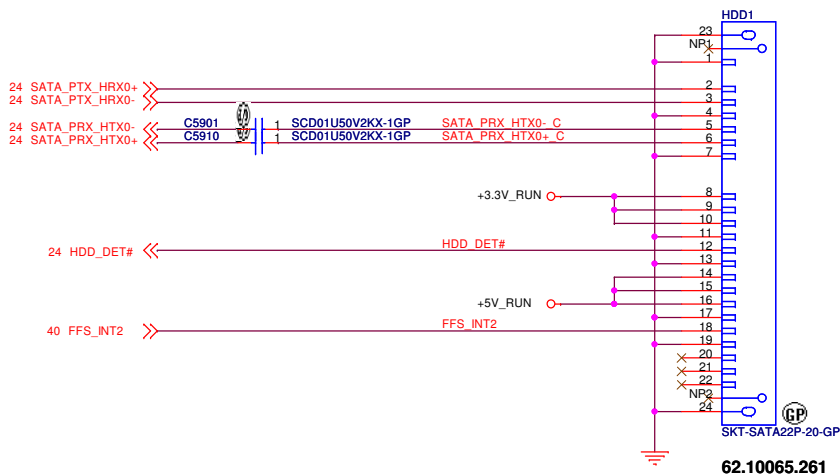 HDD1
23
NP1
1
24 SATA_PTX_HRX0+
2
24 SATA_PTX_HRX0-
3
4
24 SATA_PRX_HTX0- C5901 1 SCD01U50V2KX-1GP SATA_PRX_HTX0-_C
5
24 SATA_PRX_HTX0+ C5910 1 SCD01U50V2KX-1GP SATA_PRX_HTX0+_C
6
7
+3.3V_RUN
8
9
10
11
24 HDD_DET# HDD_DET#
12
13
14
15
+5V_RUN
16
17
40 FFS_INT2 FFS_INT2
18
19
20
21
22
NP2
24
GP
SKT-SATA22P-20-GP
62.10065.261